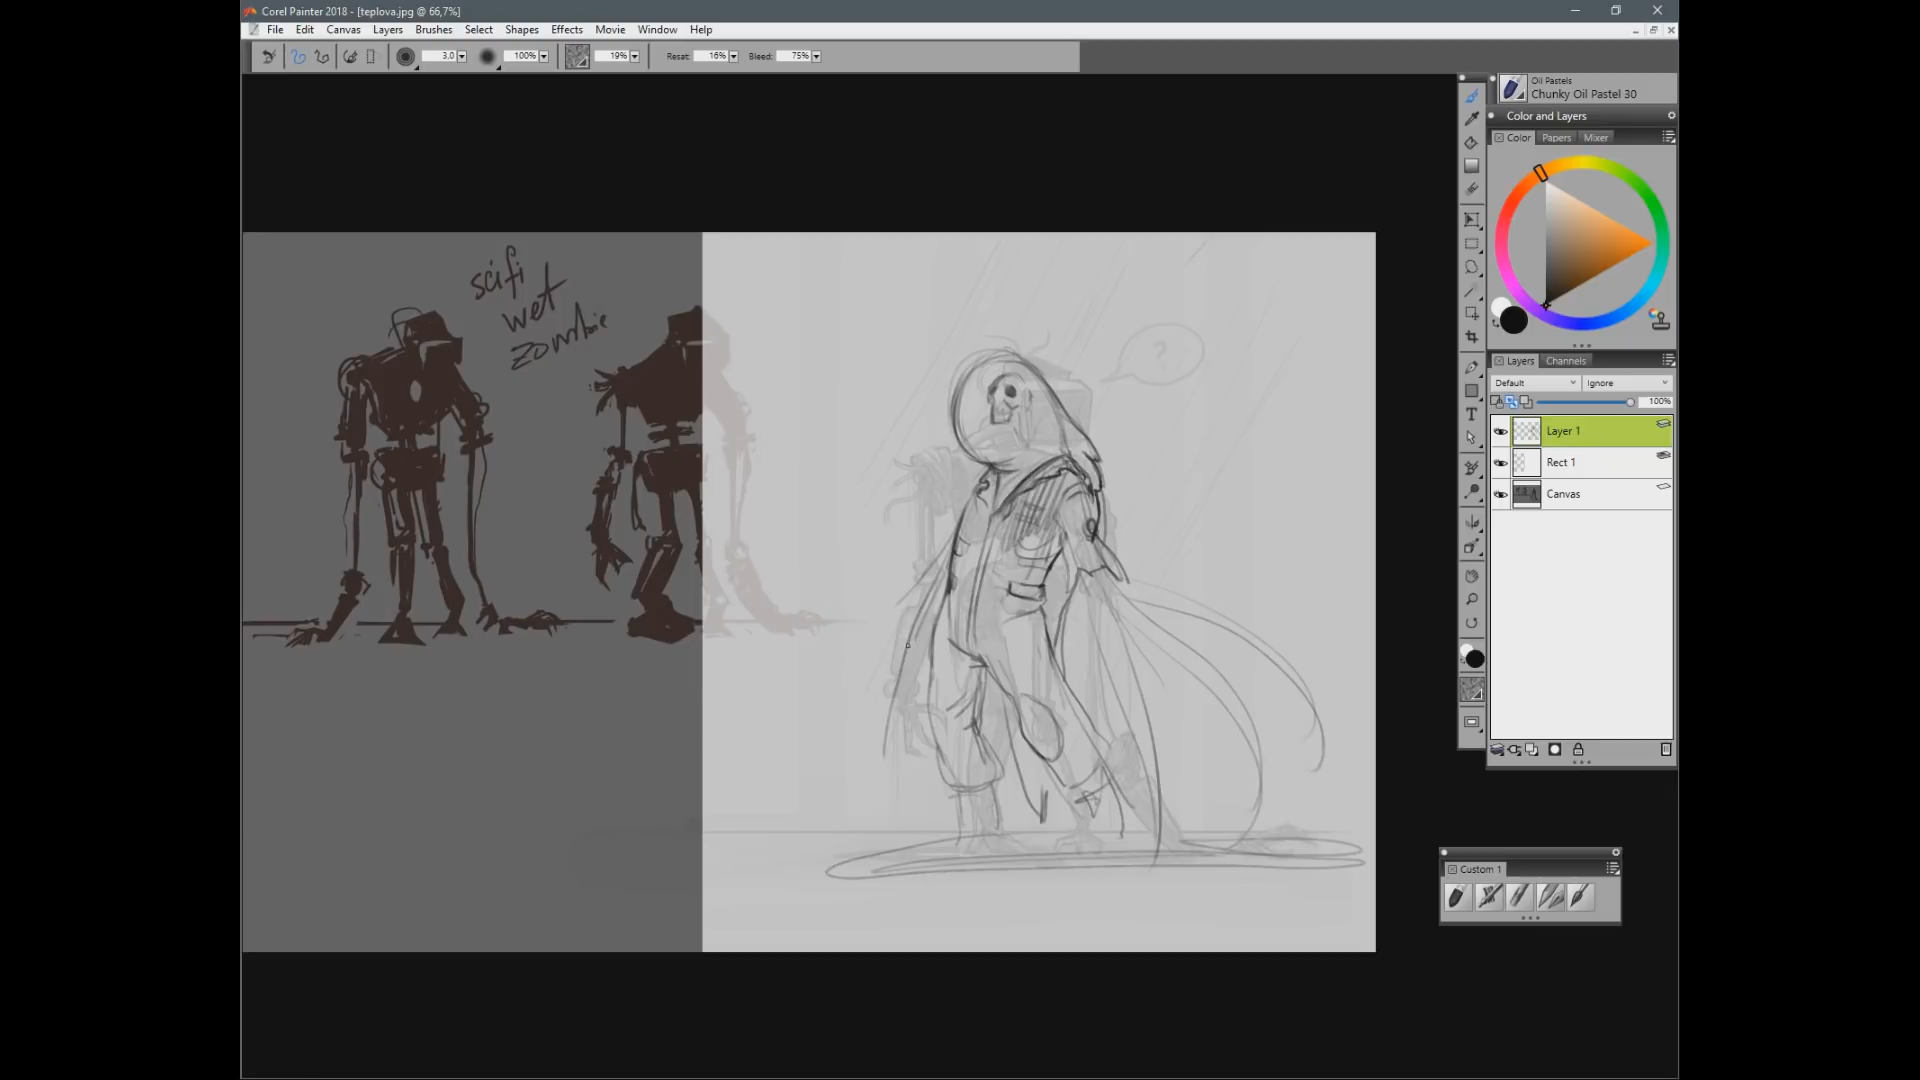 Corel Painter 2018 - [teplova.jpg @ 66,7%]
File Edit Canvas Layers Brushes Select Shapes Effects Movie Window Help
3,0 100% 19% Resat: 16% Bleed: 75%
Oil Pastels
Chunky Oil Pastel 30
Color and Layers
Color Papers Mixer
scifi
wet
zombie
?
Layers Channels
Default Ignore
100%
Layer 1
Rect 1
Canvas
T
Custom 1